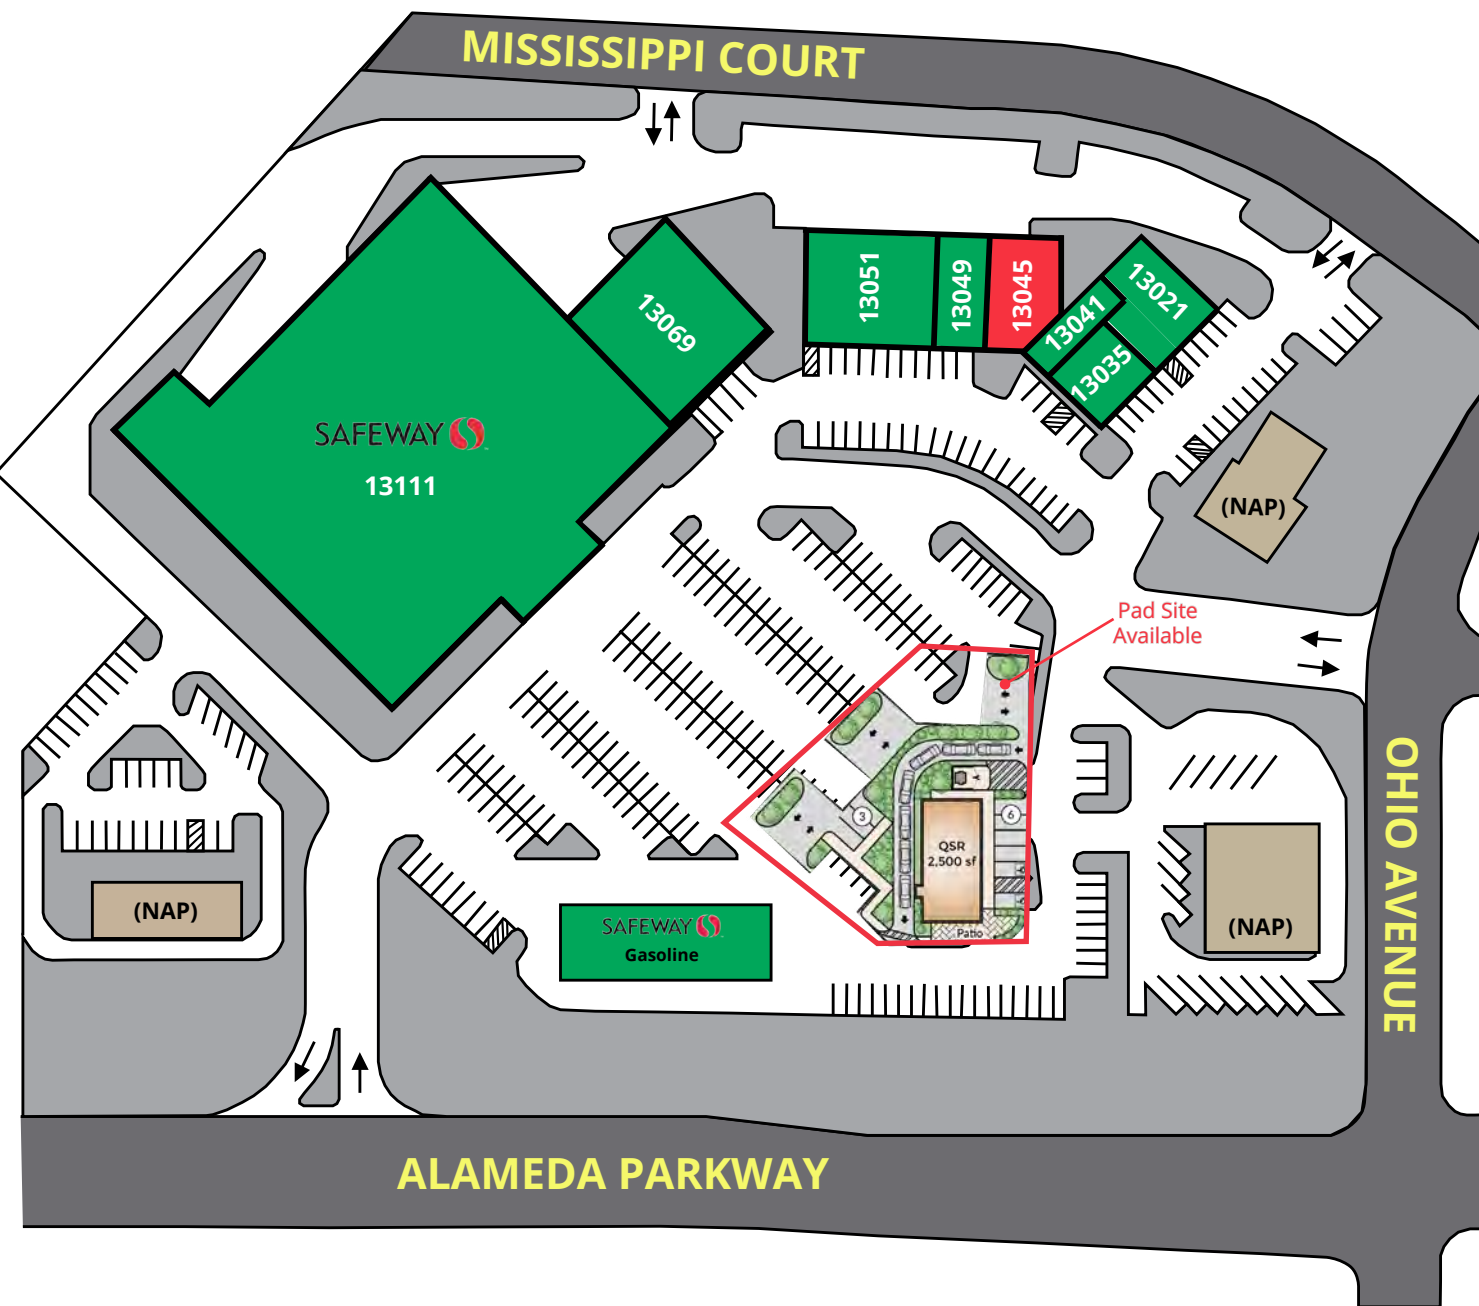 MISSISSIPPI COURT
13051
13049
13045
13021
13041
13035
13069
SAFEWAY
13111
(NAP)
Pad Site
Available
OHIO AVENUE
3
6
QSR
2,500 sf
Patio
(NAP)
SAFEWAY
Gasoline
(NAP)
ALAMEDA PARKWAY